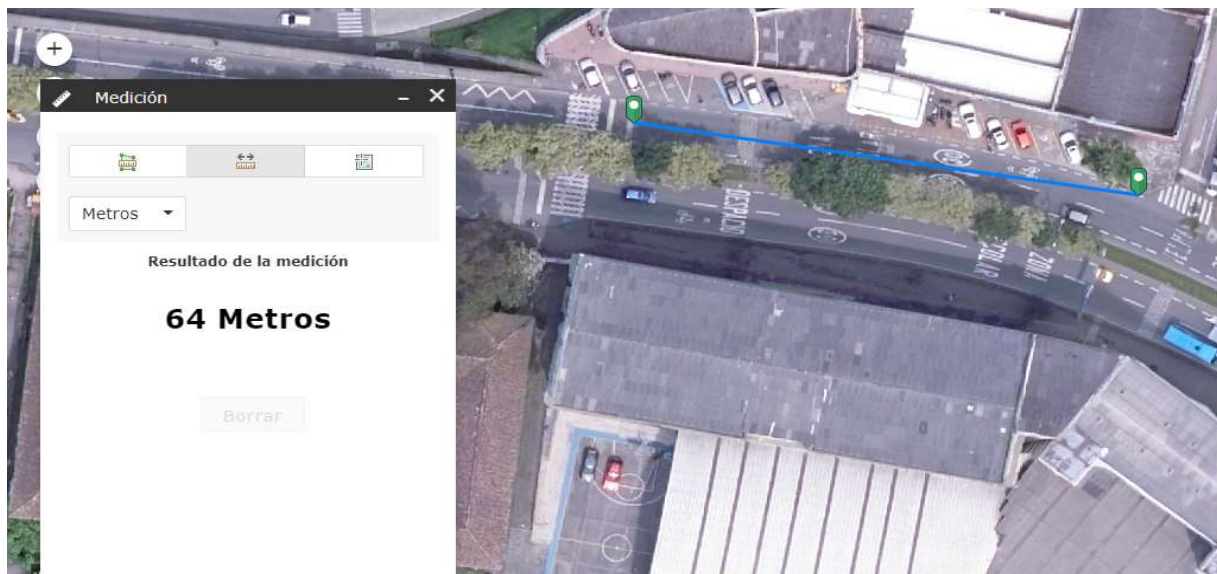 +
Medición
Metros
Resultado de la medición
64 Metros
Borrar
DESPACIO
ZONA